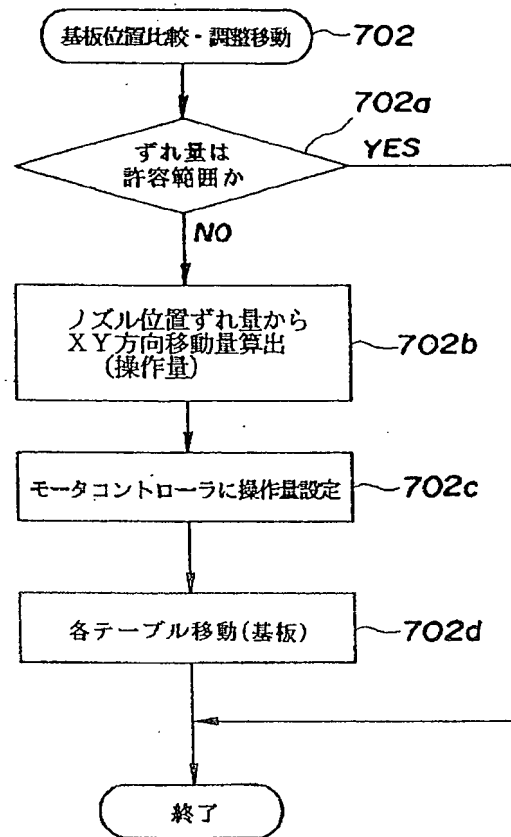 基板位置比較・調整移動
702
702a
ずれ量は
許容範囲か
YES
NO
ノズル位置ずれ量から
XY方向移動量算出
(操作量)
702b
モータコントローラに操作量設定
702c
各テーブル移動(基板)
702d
終了